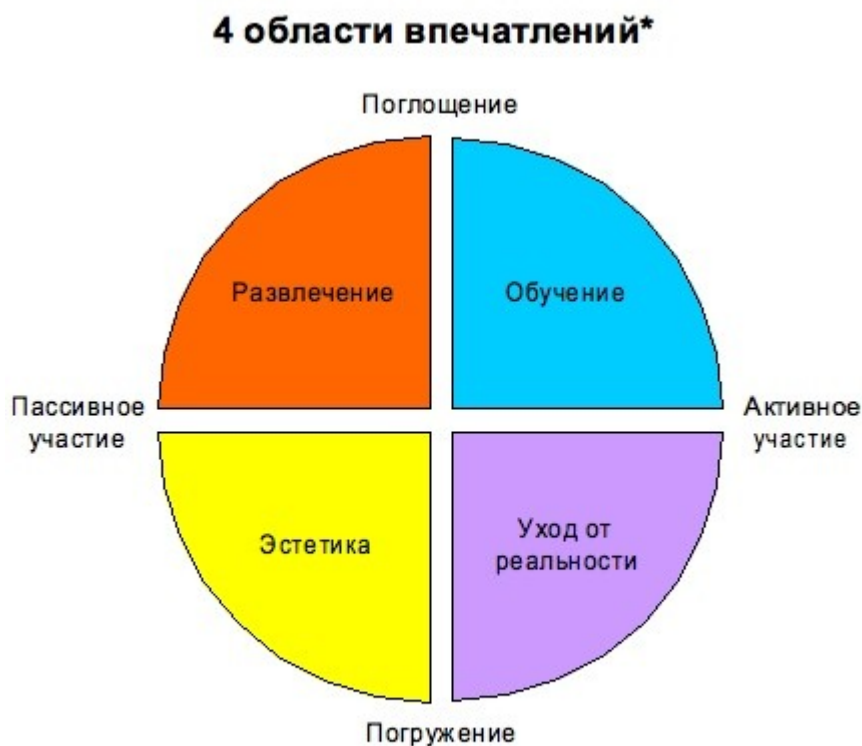 4 области впечатлений*
Поглощение
Развлечение
Обучение
Пассивное
участие
Активное
участие
Эстетика
Уход от
реальности
Погружение